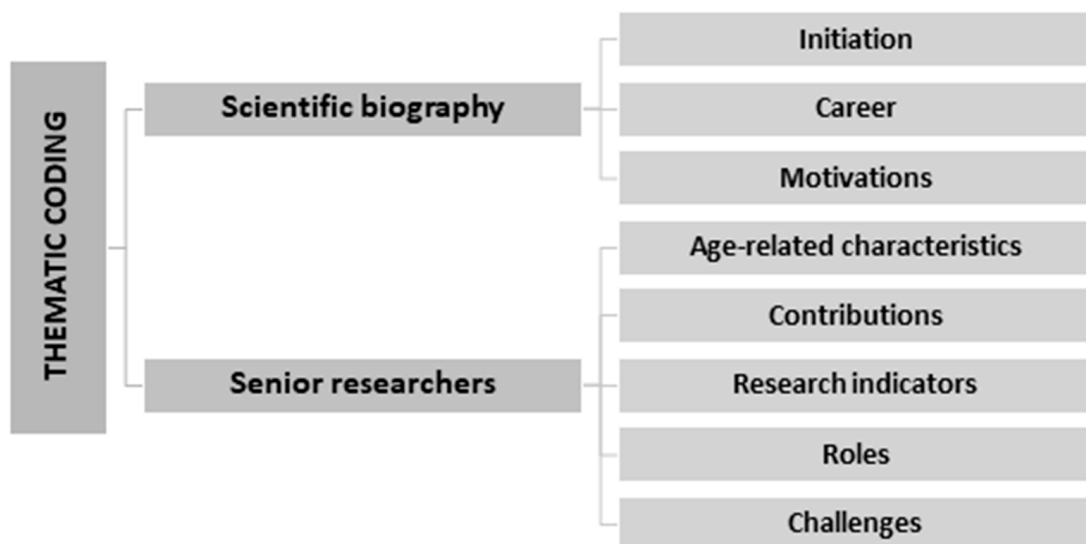 THEMATIC CODING
Scientific biography
Initiation
Career
Motivations
Senior researchers
Age-related characteristics
Contributions
Research indicators
Roles
Challenges